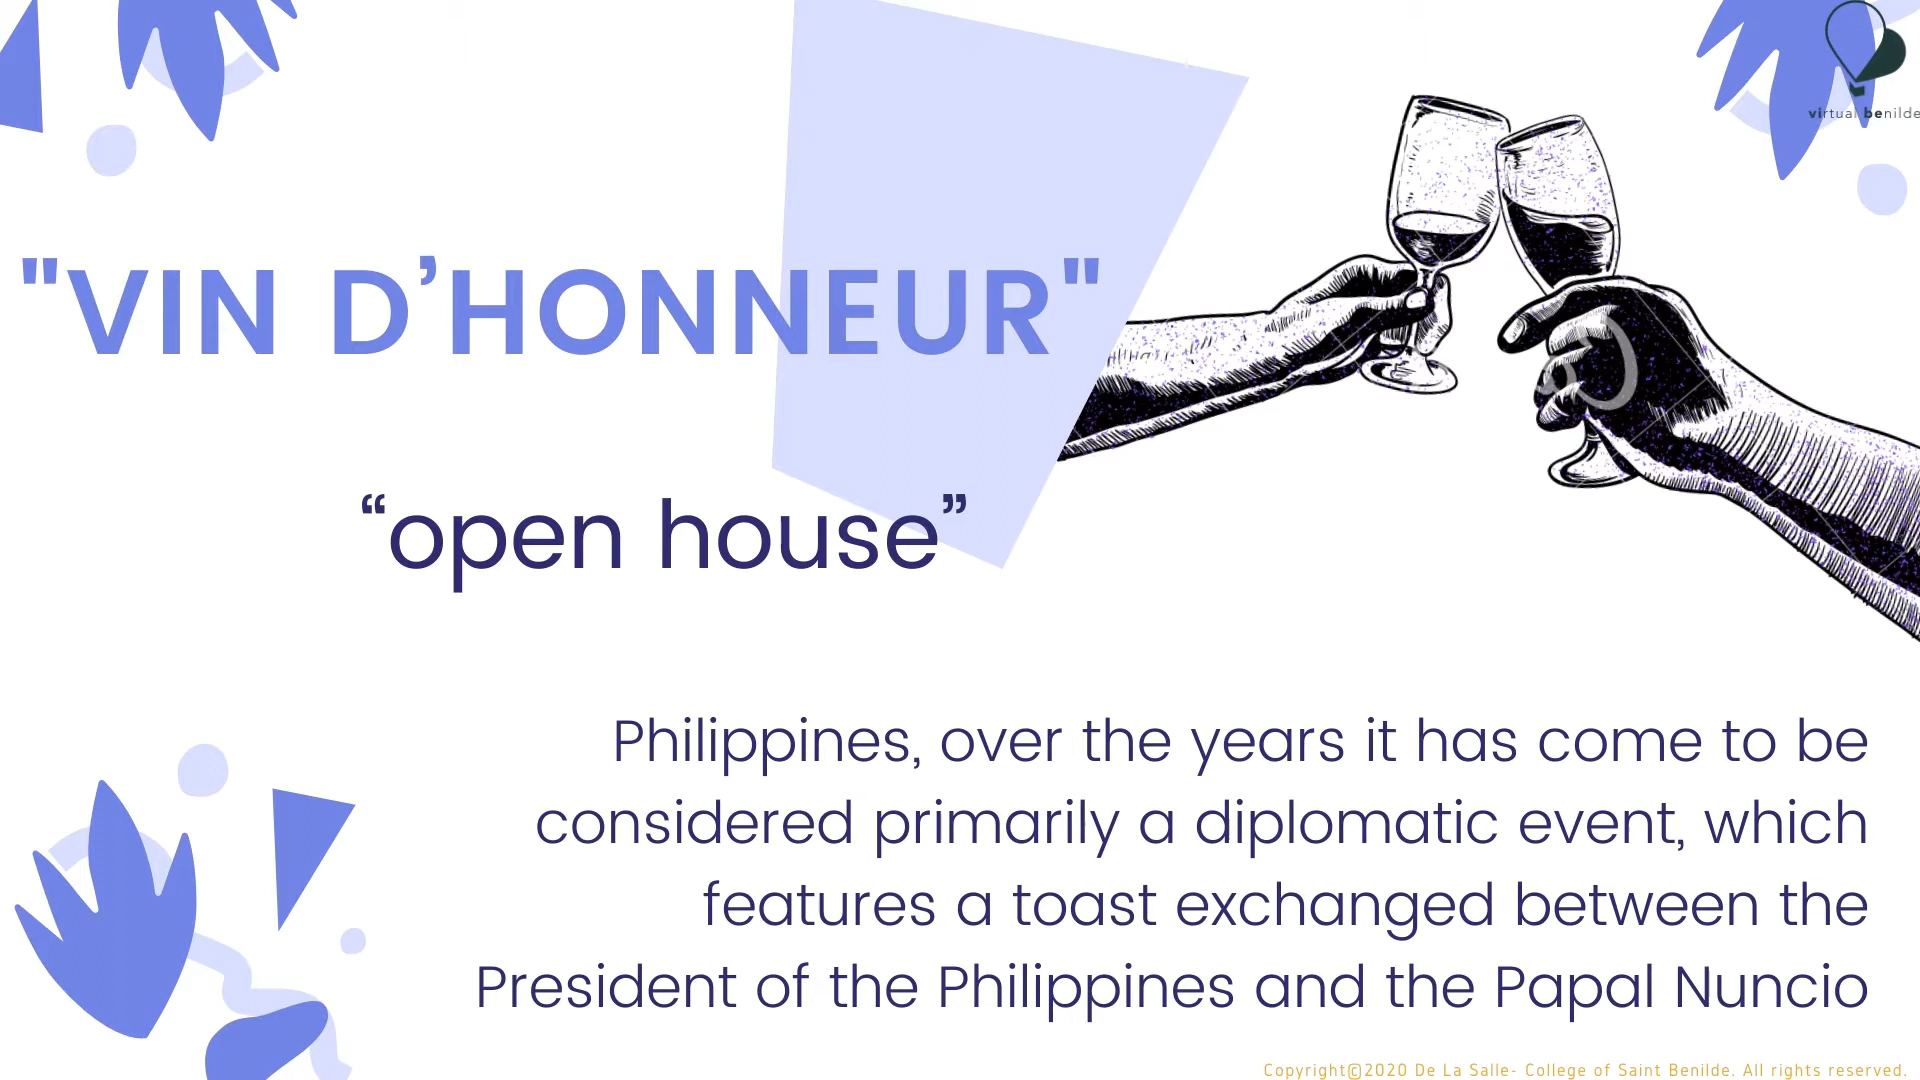 virtual benilde
"VIN D’HONNEUR"
“open house”
Philippines, over the years it has come to be
considered primarily a diplomatic event, which
features a toast exchanged between the
President of the Philippines and the Papal Nuncio
Copyright©2020 De La Salle- College of Saint Benilde. All rights reserved.